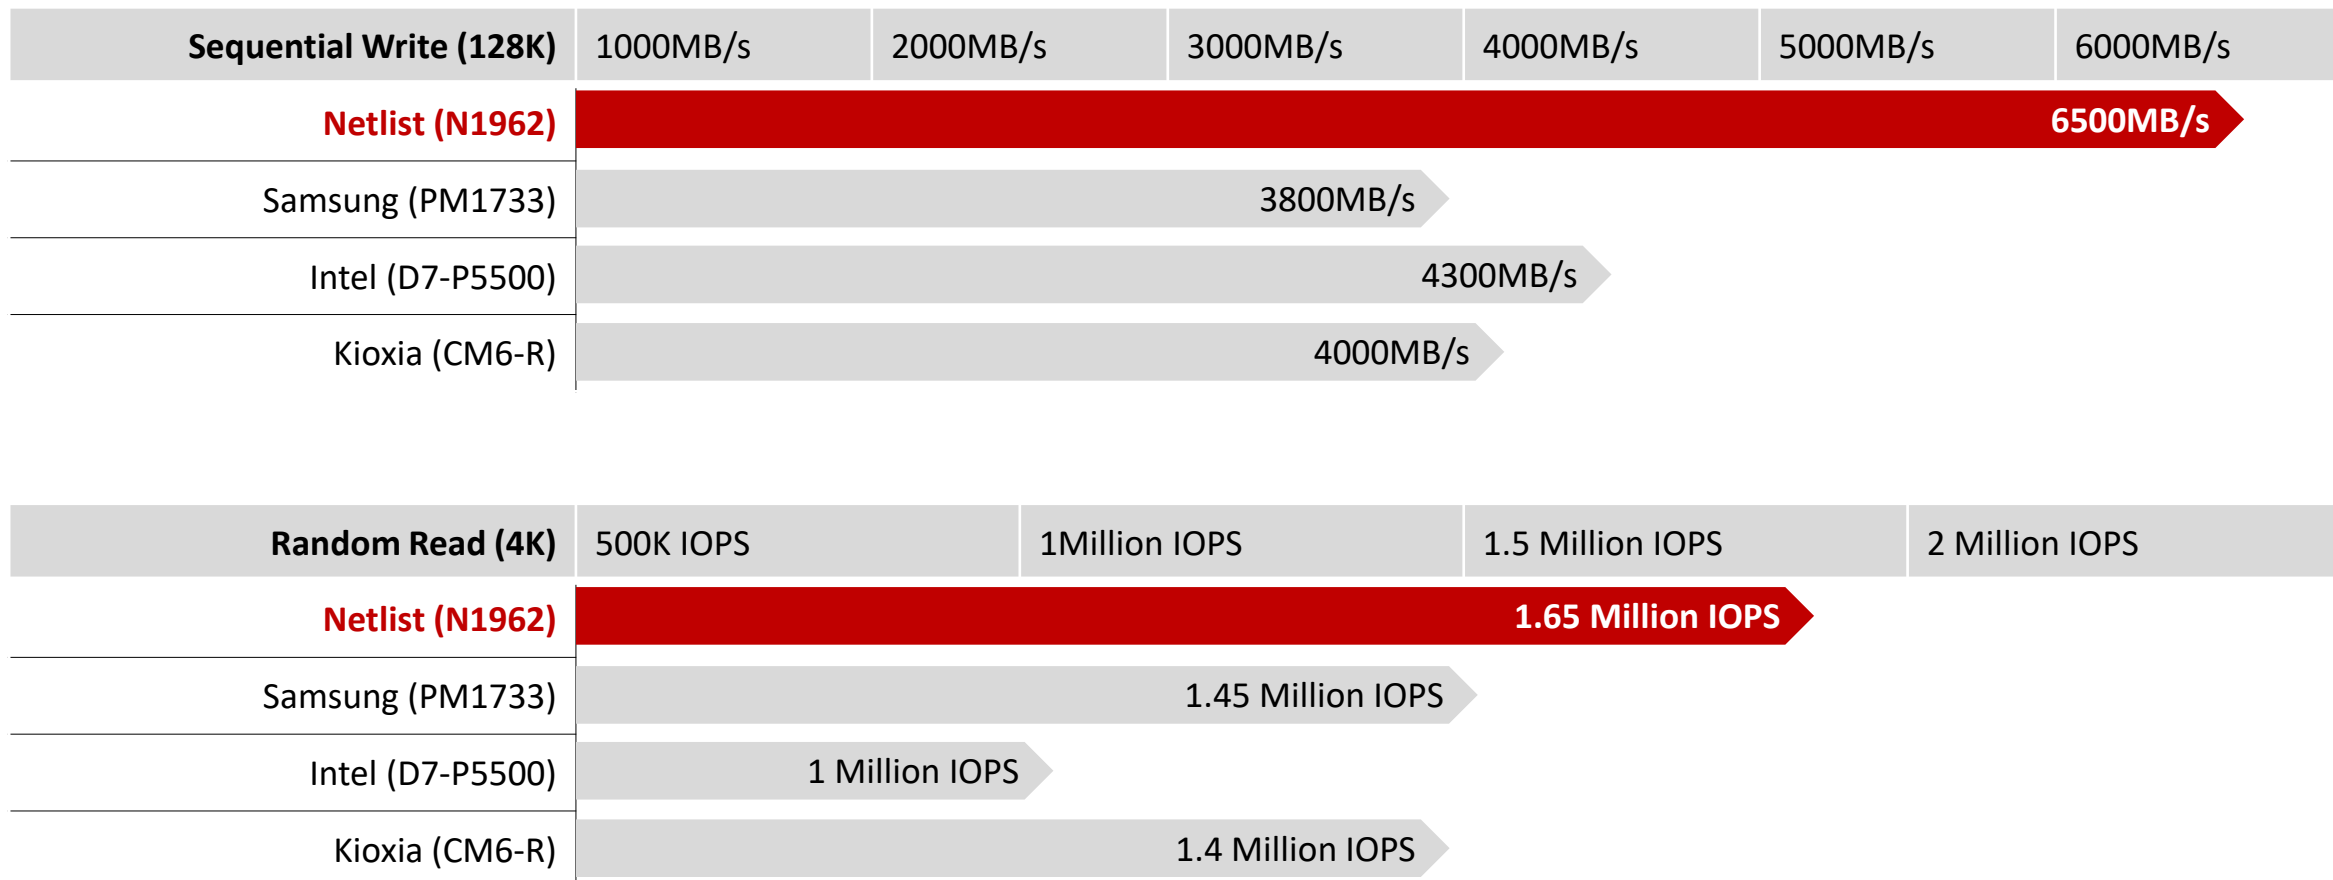 Sequential Write (128K) 1000MB/s 2000MB/s 3000MB/s 4000MB/s 5000MB/s 6000MB/s
Netlist (N1962) 6500MB/s
Samsung (PM1733) 3800MB/s
Intel (D7-P5500) 4300MB/s
Kioxia (CM6-R) 4000MB/s
Random Read (4K) 500K IOPS 1Million IOPS 1.5 Million IOPS 2 Million IOPS
Netlist (N1962) 1.65 Million IOPS
Samsung (PM1733) 1.45 Million IOPS
Intel (D7-P5500) 1 Million IOPS
Kioxia (CM6-R) 1.4 Million IOPS